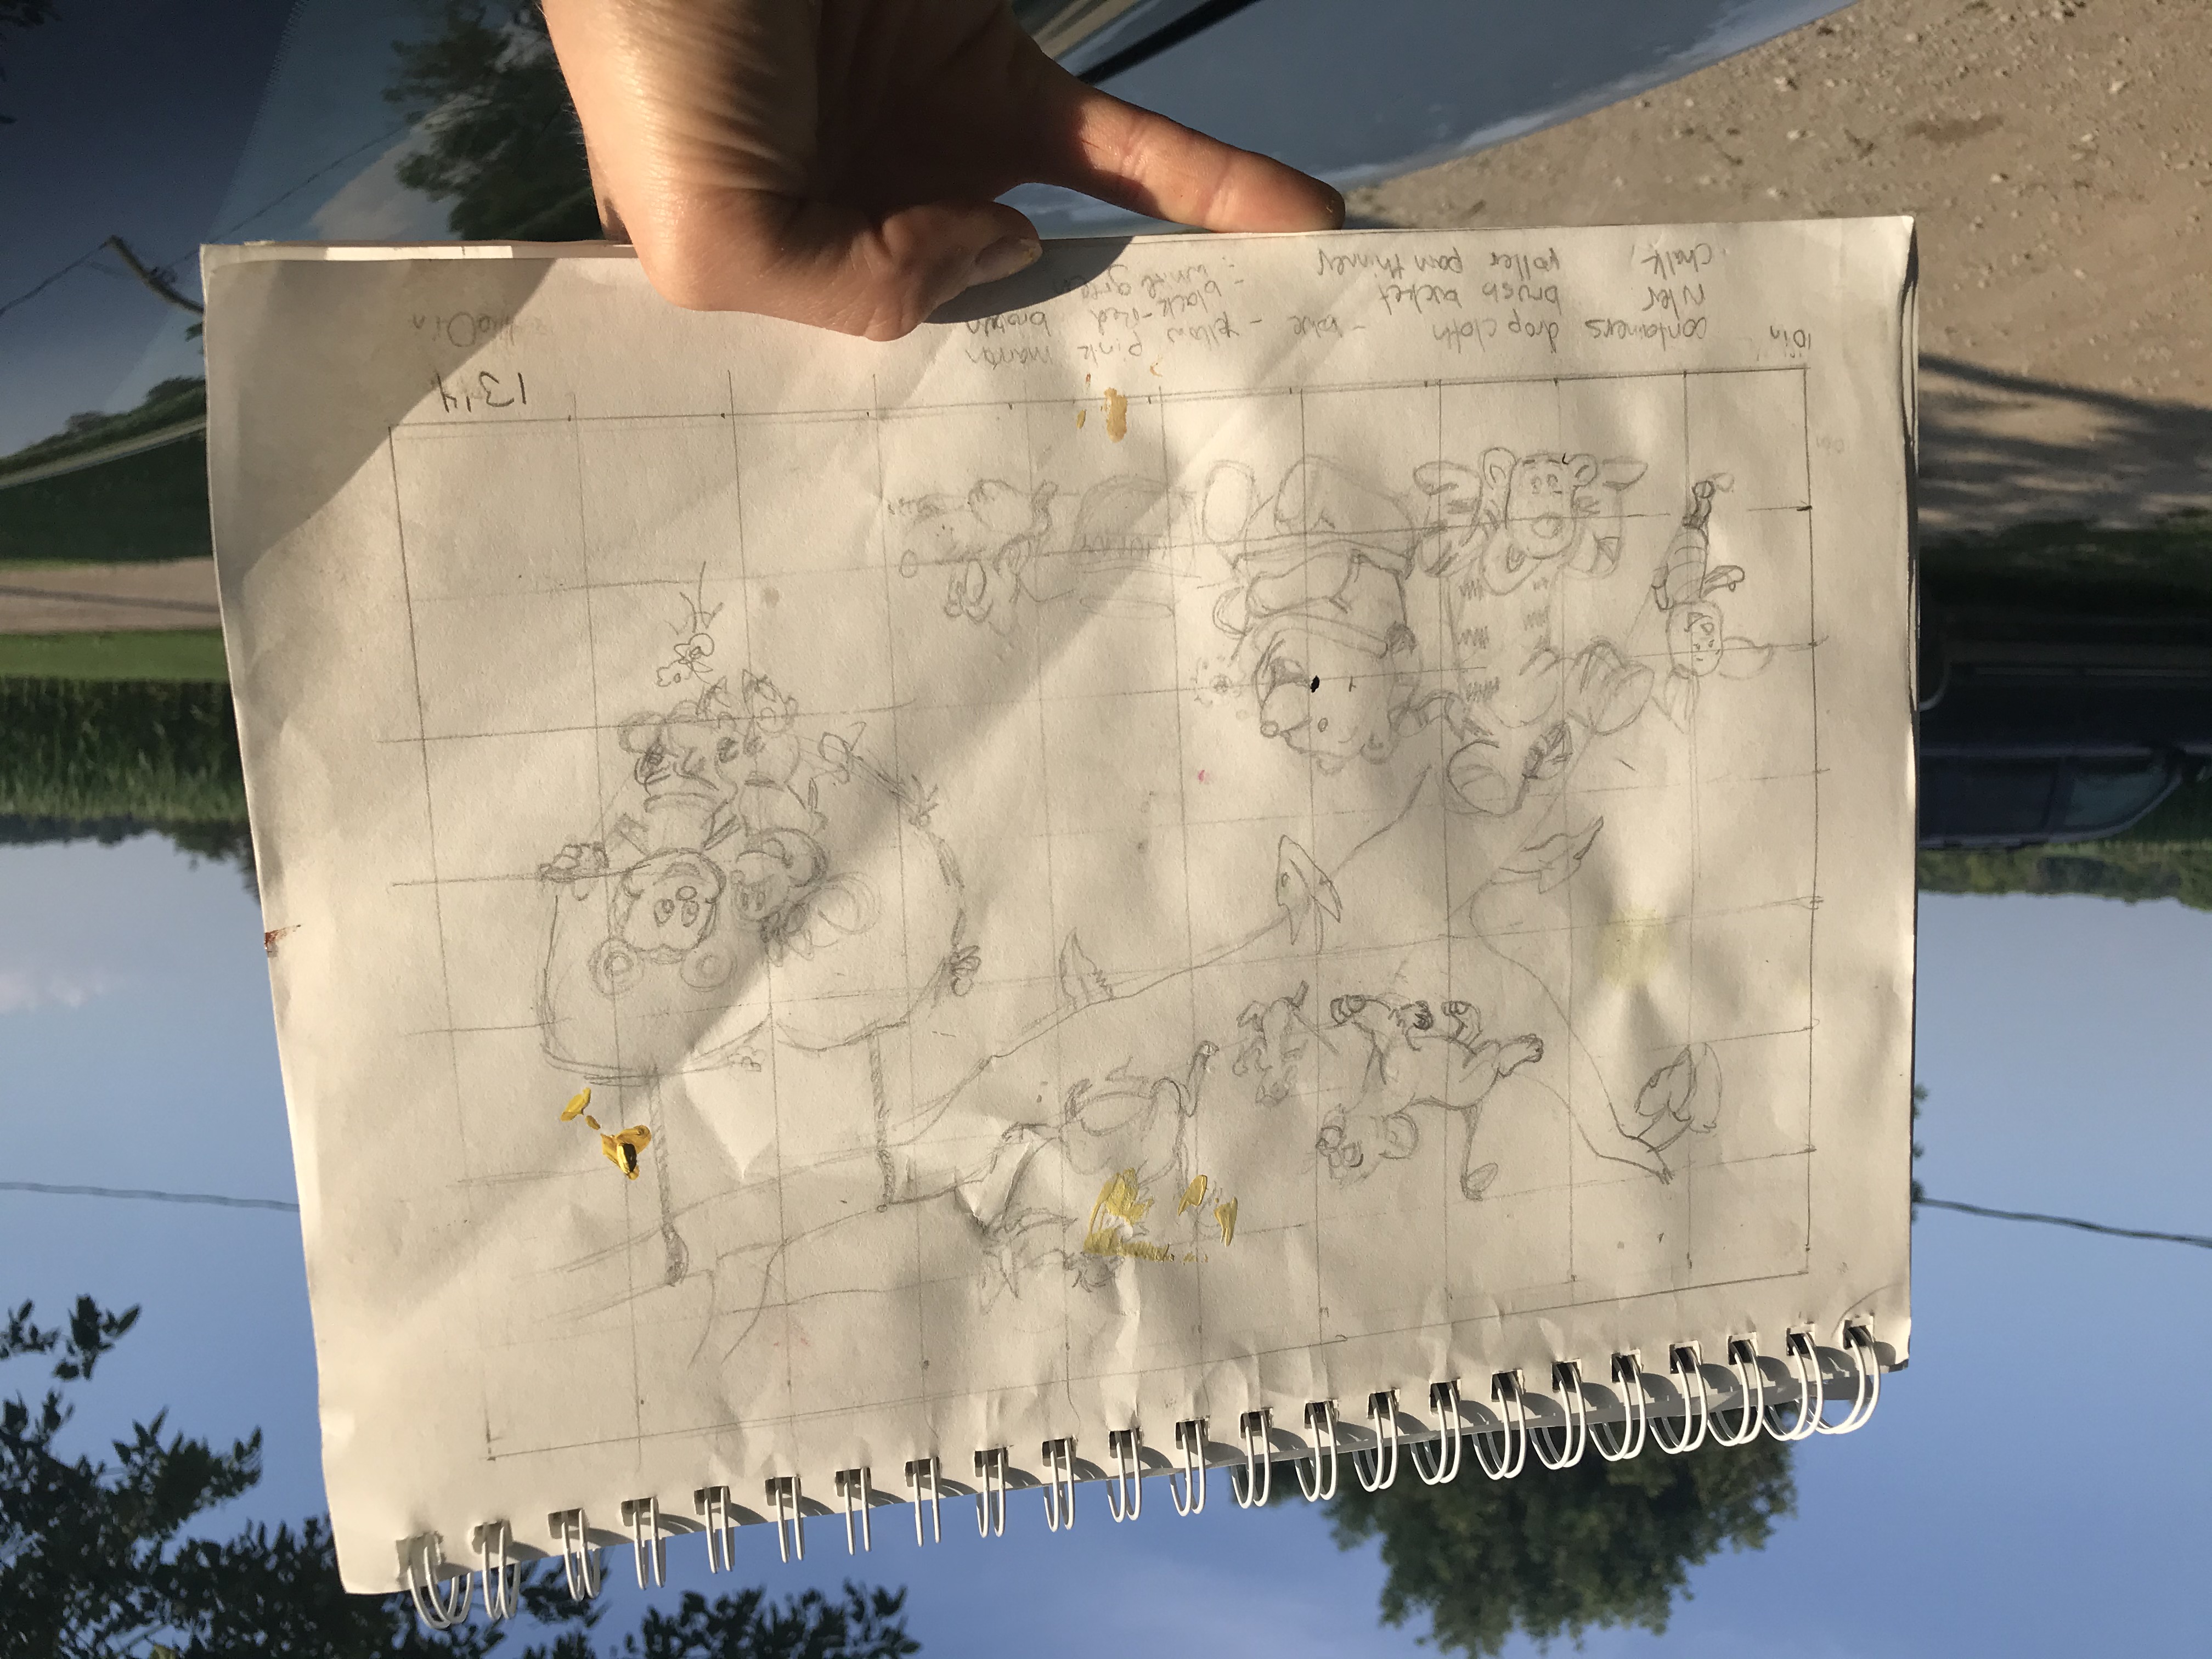 HUNNY
13'4
10in
containers drop cloth - blue - yellow pink maroon
ruler brush bucket - black - red brown
chalk, roller pan thinner - white green